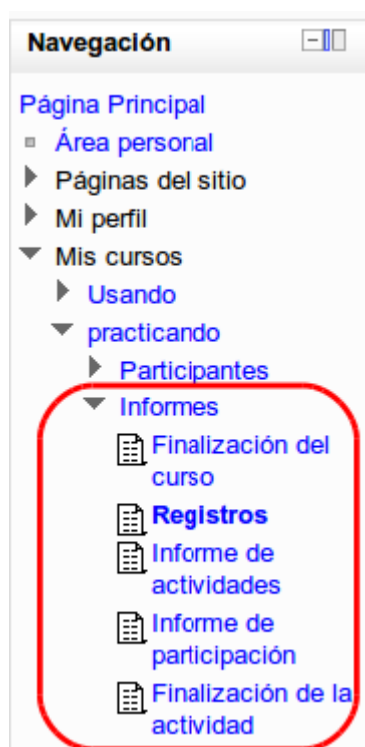 Navegación
Página Principal
Área personal
Páginas del sitio
Mi perfil
Mis cursos
Usando
practicando
Participantes
Informes
Finalización del
curso
Registros
Informe de
actividades
Informe de
participación
Finalización de la
actividad